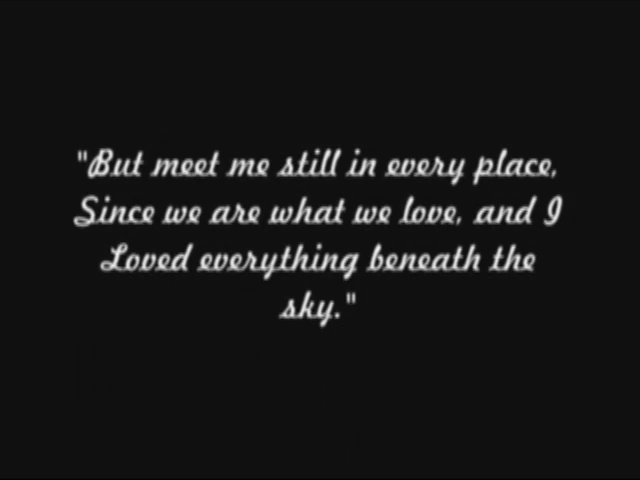 "But meet me still in every place,
Since we are what we love, and I
Loved everything beneath the
sky."